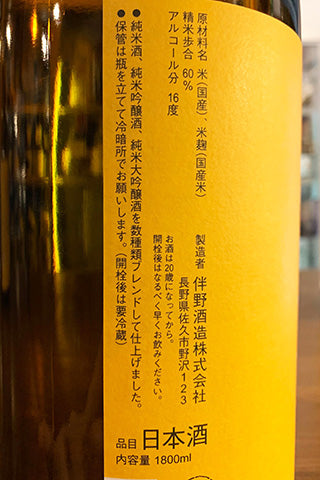 原材料名 米(国産)、米麹(国産米)
精米歩合 60%
アルコール分 16度
●純米酒、純米吟醸酒、純米大吟醸酒を数種類ブレンドして仕上げました。
●保管は瓶を立てて冷暗所でお願いします。(開栓後は要冷蔵)
製造者 伴野酒造株式会社
長野県佐久市野沢123
お酒は20歳になってから。
開栓後はなるべく早くお飲みください。
品目 日本酒
内容量 1800ml